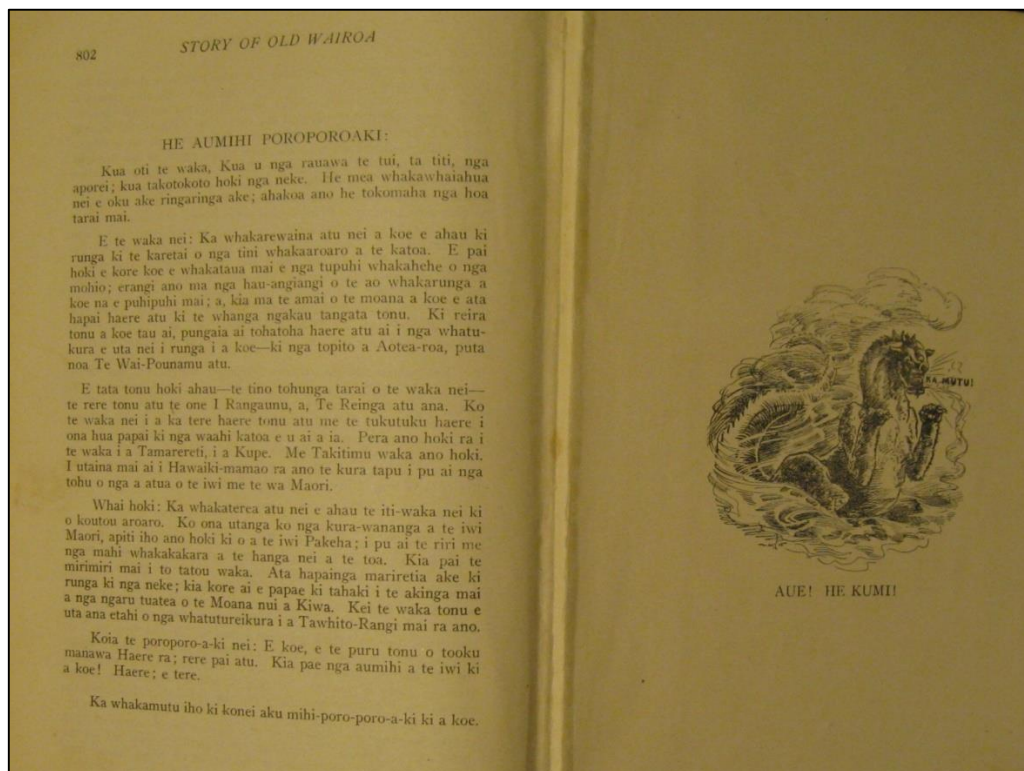 802
STORY OF OLD WAIROA
HE AUMIHI POROPOROAKI:
Kua oti te waka, Kua u nga rauawa te tui, ta titi, nga
aporei; kua takotokoto hoki nga neke. He mea whakawhaiahua
nei e oku ake ringaringa ake; ahakoa ano he tokomaha nga hoa
tarai mai.
E te waka nei: Ka whakarewaina atu nei a koe e ahau ki
runga ki te karetai o nga tini whakaaroaro a te katoa. E pai
hoki e kore koe e whakataua mai e nga tupuhi whakahehe o nga
mohio; erangi ano ma nga hau-angiangi o te ao whakarunga a
koe na e puhipuhi mai; a, kia ma te amai o te moana a koe e ata
hapai haere atu ki te whanga ngakau tangata tonu. Ki reira
tonu a koe tau ai, pungaia ai tohatoha haere atu ai i nga whatu-
kura e uta nei i runga i a koe—ki nga topito a Aotea-roa, puta
noa Te Wai-Pounamu atu.
E tata tonu hoki ahau—te tino tohunga tarai o te waka nei—
te rere tonu atu te one I Rangaunu, a, Te Reinga atu ana. Ko
te waka nei i a ka tere haere tonu atu me te tukutuku haere i
ona hua papai ki nga waahi katoa e u ai a ia. Pera ano hoki ra i
te waka i a Tamarereti, i a Kupe. Me Takitimu waka ano hoki.
I utaina mai ai i Hawaiki-mamao ra ano te kura tapu i pu ai nga
tohu o nga a atua o te iwi me te wa Maori.
Whai hoki: Ka whakaterea atu nei e ahau te iti-waka nei ki
o koutou aroaro. Ko ona utanga ko nga kura-wananga a te iwi
Maori, apiti iho ano hoki ki o a te iwi Pakeha; i pu ai te riri me
nga mahi whakakakara a te hanga nei a te toa. Kia pai te
mirimiri mai i to tatou waka. Ata hapainga mariretia ake ki
runga ki nga neke; kia kore ai e papae ki tahaki i te akinga mai
a nga ngaru tuatea o te Moana nui a Kiwa. Kei te waka tonu e
uta ana etahi o nga whatutureikura i a Tawhito-Rangi mai ra ano.
Koia te poroporo-a-ki nei: E koe, e te puru tonu o tooku
manawa Haere ra; rere pai atu. Kia pae nga aumihi a te iwi ki
a koe! Haere; e tere.
Ka whakamutu iho ki konei aku mihi-poro-poro-a-ki ki a koe.
KA MUTU!
AUE! HE KUMI!